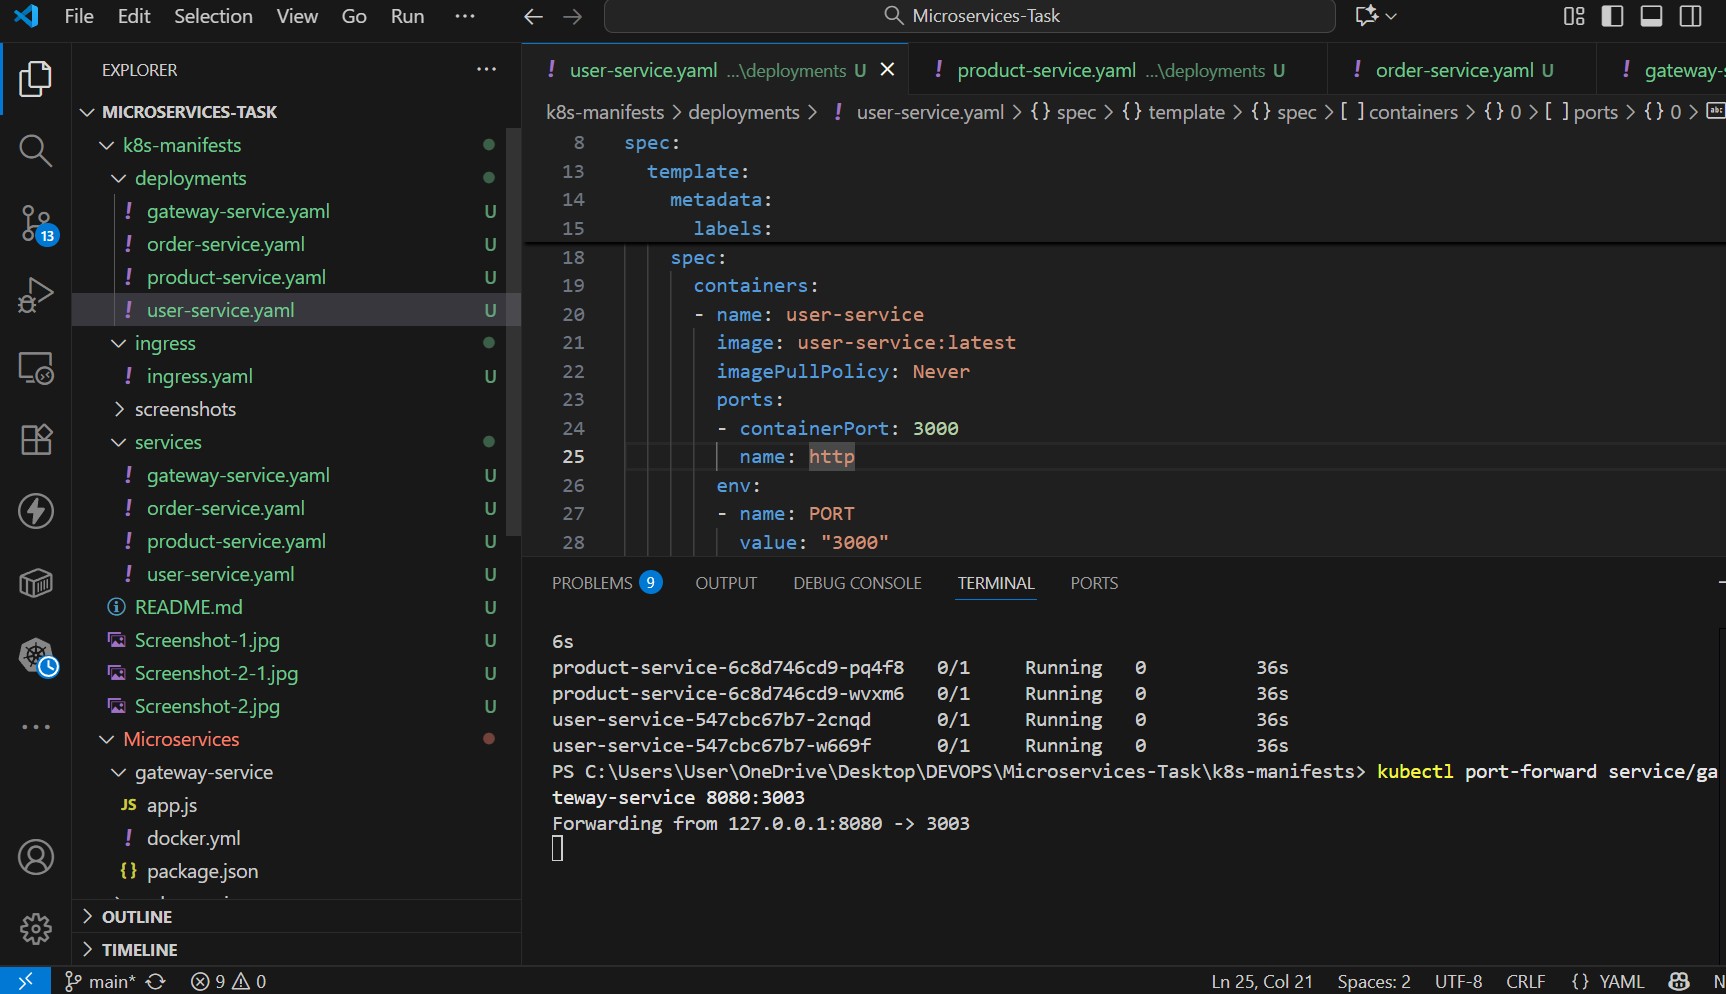 File Edit Selection View Go Run ... Microservices-Task
EXPLORER
MICROSERVICES-TASK
k8s-manifests
deployments
! gateway-service.yaml U
! order-service.yaml U
! product-service.yaml U
! user-service.yaml U
ingress
! ingress.yaml U
screenshots
services
! gateway-service.yaml U
! order-service.yaml U
! product-service.yaml U
! user-service.yaml U
README.md U
Screenshot-1.jpg U
Screenshot-2-1.jpg U
Screenshot-2.jpg U
Microservices
gateway-service
JS app.js
! docker.yml
{} package.json
OUTLINE
TIMELINE
13
! user-service.yaml ...\deployments U ! product-service.yaml ...\deployments U ! order-service.yaml U ! gateway-s
k8s-manifests > deployments > ! user-service.yaml > {} spec > {} template > {} spec > [ ] containers > {} 0 > [ ] ports > {} 0 > abc
8 spec:
13 template:
14 metadata:
15 labels:
18 spec:
19 containers:
20 - name: user-service
21 image: user-service:latest
22 imagePullPolicy: Never
23 ports:
24 - containerPort: 3000
25 name: http
26 env:
27 - name: PORT
28 value: "3000"
PROBLEMS 9 OUTPUT DEBUG CONSOLE TERMINAL PORTS
6s
product-service-6c8d746cd9-pq4f8 0/1 Running 0 36s
product-service-6c8d746cd9-wvxm6 0/1 Running 0 36s
user-service-547cbc67b7-2cnqd 0/1 Running 0 36s
user-service-547cbc67b7-w669f 0/1 Running 0 36s
PS C:\Users\User\OneDrive\Desktop\DEVOPS\Microservices-Task\k8s-manifests> kubectl port-forward service/ga
teway-service 8080:3003
Forwarding from 127.0.0.1:8080 -> 3003
main* 9 0 Ln 25, Col 21 Spaces: 2 UTF-8 CRLF {} YAML N